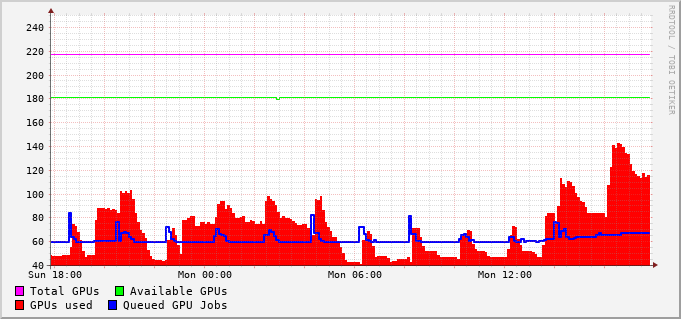 RRDTOOL / TOBI OETIKER
240
220
200
180
160
140
120
100
80
60
40
Sun 18:00 Mon 00:00 Mon 06:00 Mon 12:00
Total GPUs Available GPUs
GPUs used Queued GPU Jobs